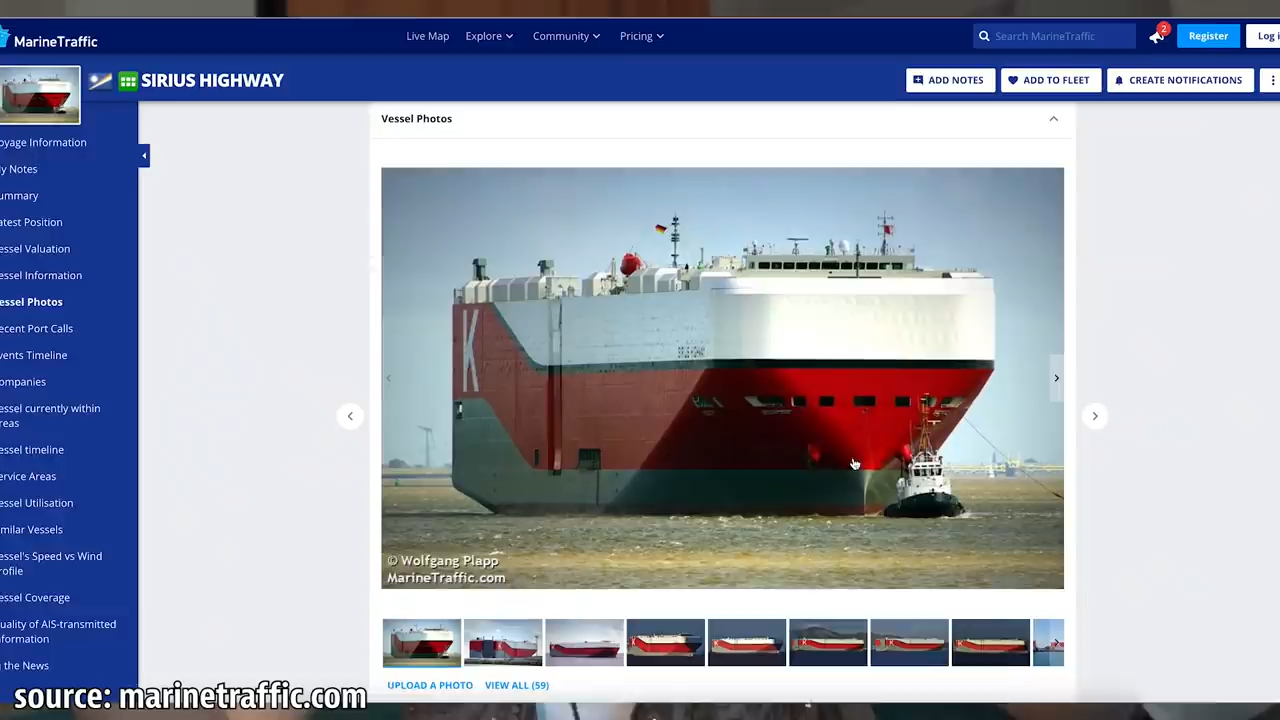 MarineTraffic
Live Map
Explore
Community
Pricing
Search MarineTraffic
2
Register
Log i
SIRIUS HIGHWAY
ADD NOTES
ADD TO FLEET
CREATE NOTIFICATIONS
oyage Information
y Notes
ummary
atest Position
essel Valuation
essel Information
essel Photos
ecent Port Calls
vents Timeline
ompanies
essel currently within
reas
essel timeline
ervice Areas
essel Utilisation
milar Vessels
essel's Speed vs Wind
rofile
essel Coverage
uality of AIS-transmitted
nformation
the News
Vessel Photos
K
© Wolfgang Plapp
MarineTraffic.com
UPLOAD A PHOTO
VIEW ALL (59)
source: marinetraffic.com